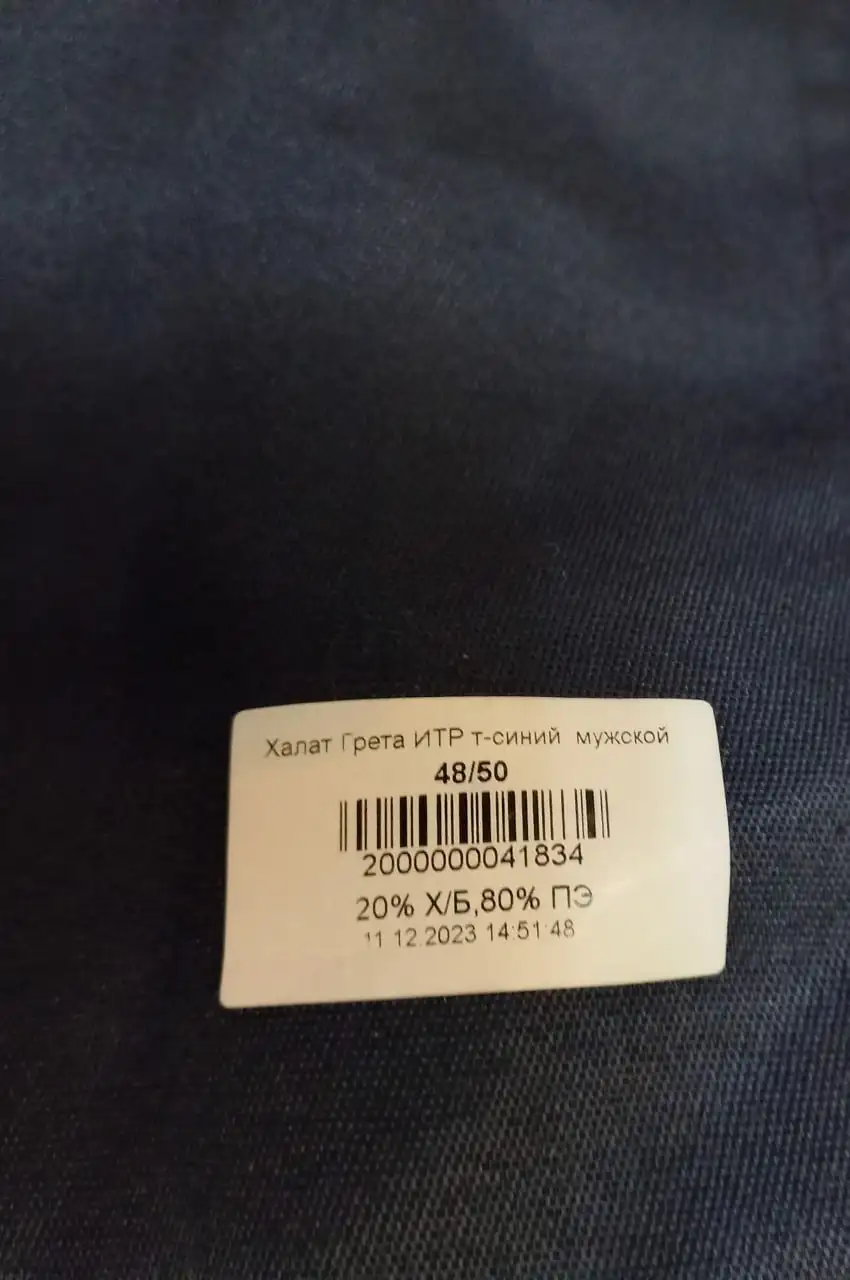 Халат Грета ИТР т-синий мужской
48/50
2000000041834
20% Х/Б,80% ПЭ
11.12.2023 14:51:48